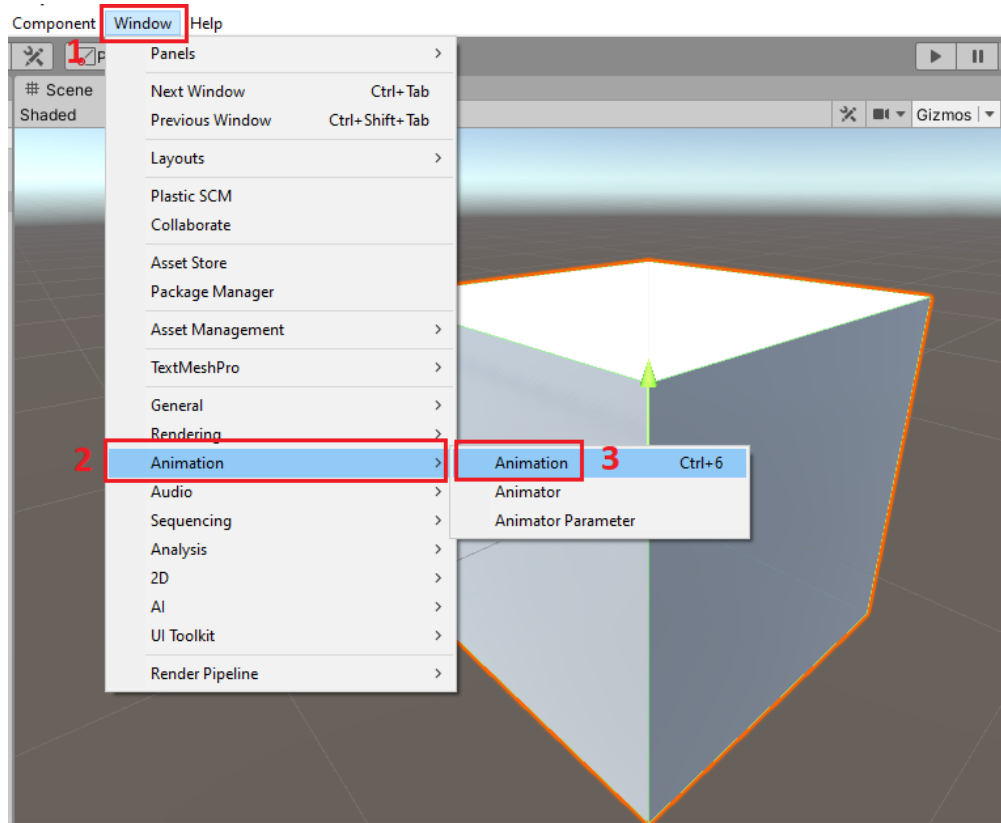 Component Window Help
1
P
# Scene
Shaded
Gizmos
Panels
Next Window Ctrl+Tab
Previous Window Ctrl+Shift+Tab
Layouts
Plastic SCM
Collaborate
Asset Store
Package Manager
Asset Management
TextMeshPro
General
Rendering
2 Animation
Animation 3 Ctrl+6
Audio
Animator
Sequencing
Animator Parameter
Analysis
2D
AI
UI Toolkit
Render Pipeline